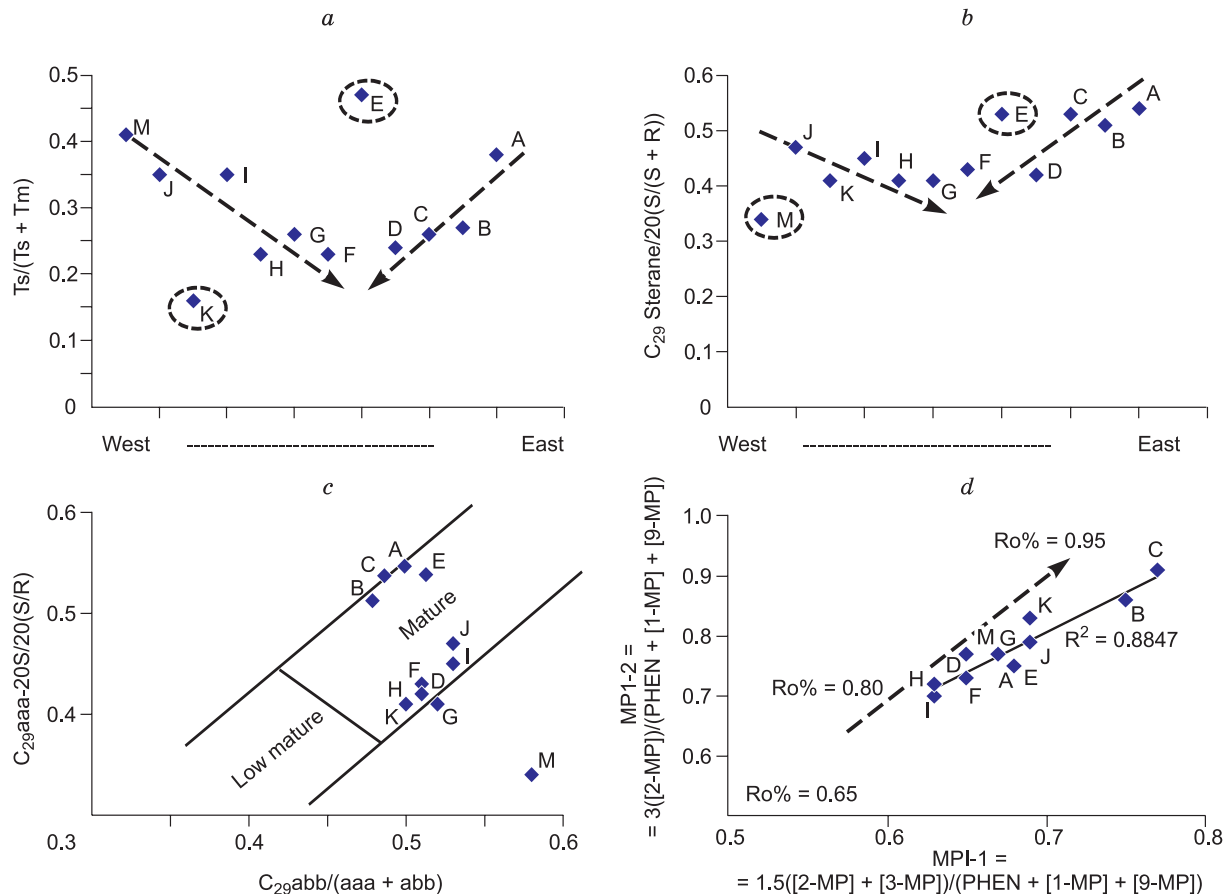 a
Ts/(Ts + Tm)
0.5
0.4
0.3
0.2
0.1
0
M
J
I
K
H
G
F
E
D
C
B
A
West
East
b
C29 Sterane/20(S/(S + R))
0.6
0.5
0.4
0.3
0.2
0.1
0
M
J
K
I
H
G
F
E
D
C
B
A
West
East
c
C29aaa-20S/20(S/R)
0.6
0.5
0.4
0.3
B
C
A
E
Mature
J
I
F
D
H
K
G
M
Low mature
0.4
0.5
0.6
C29abb/(aaa + abb)
d
MP1-2 =
= 3([2-MP])/(PHEN + [1-MP] + [9-MP])
1.0
0.9
0.8
0.7
0.6
Ro% = 0.95
C
B
K
R2 = 0.8847
M
G
J
D
E
A
H
F
I
Ro% = 0.80
Ro% = 0.65
0.5
0.6
0.7
0.8
MPI-1 =
= 1.5([2-MP] + [3-MP])/(PHEN + [1-MP] + [9-MP])